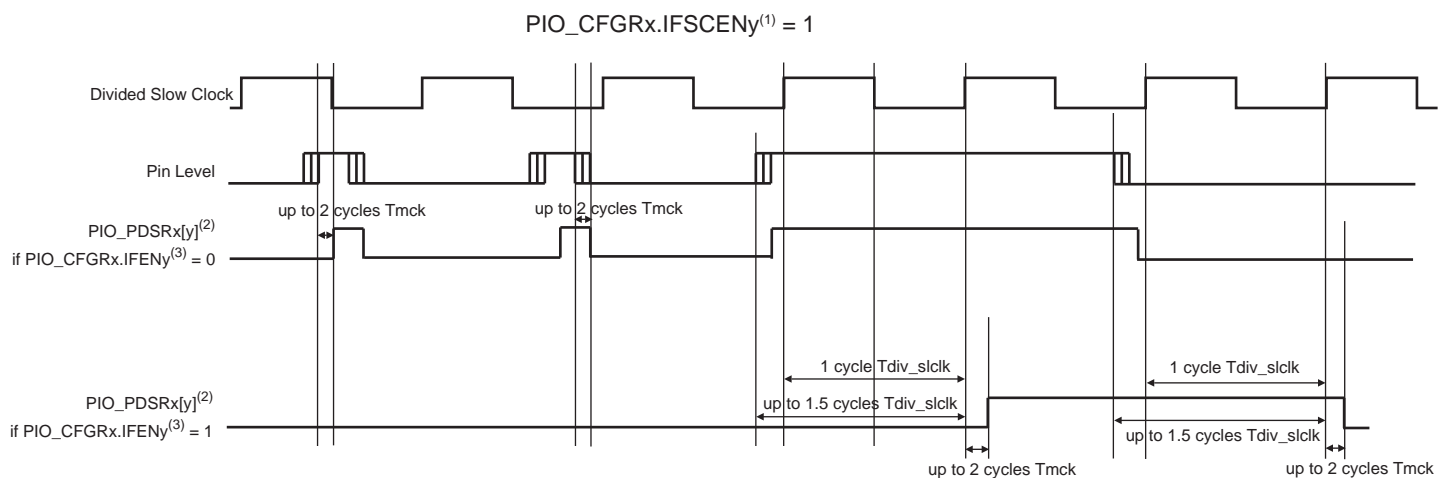 PIO_CFGRx.IFSCENy(1) = 1
Divided Slow Clock
Pin Level
up to 2 cycles Tmck
up to 2 cycles Tmck
PIO_PDSRx[y](2)
if PIO_CFGRx.IFENy(3) = 0
1 cycle Tdiv_slclk
1 cycle Tdiv_slclk
PIO_PDSRx[y](2)
up to 1.5 cycles Tdiv_slclk
if PIO_CFGRx.IFENy(3) = 1
up to 1.5 cycles Tdiv_slclk
up to 2 cycles Tmck
up to 2 cycles Tmck